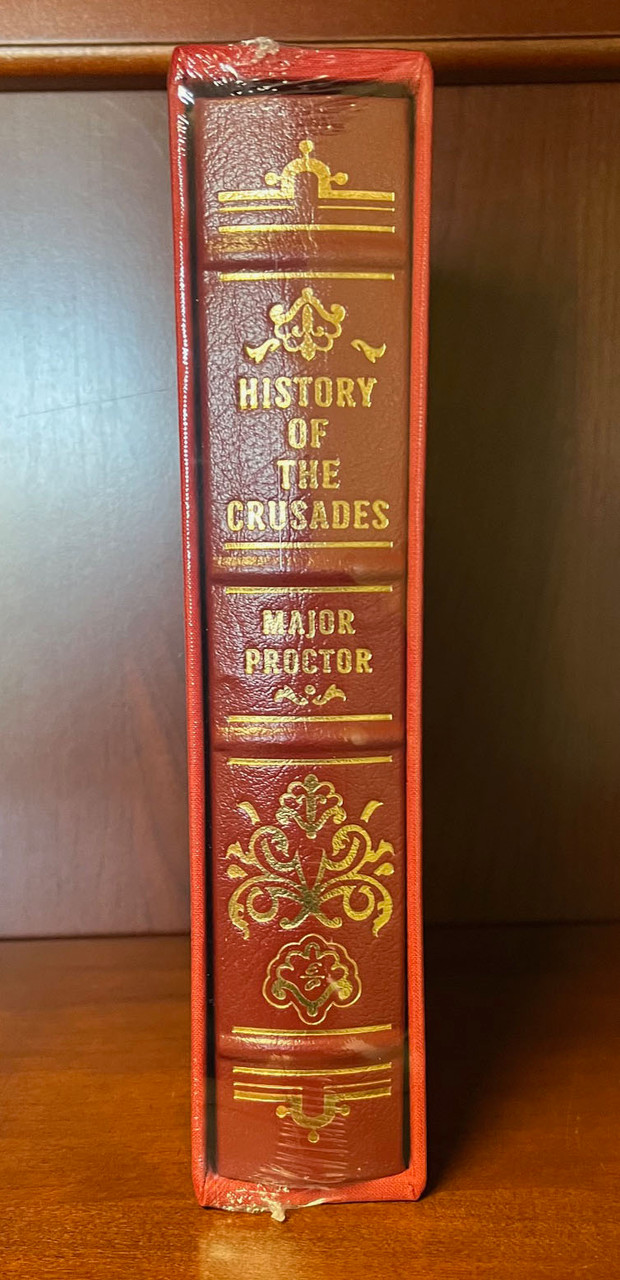 HISTORY
OF
THE
CRUSADES
MAJOR
PROCTOR